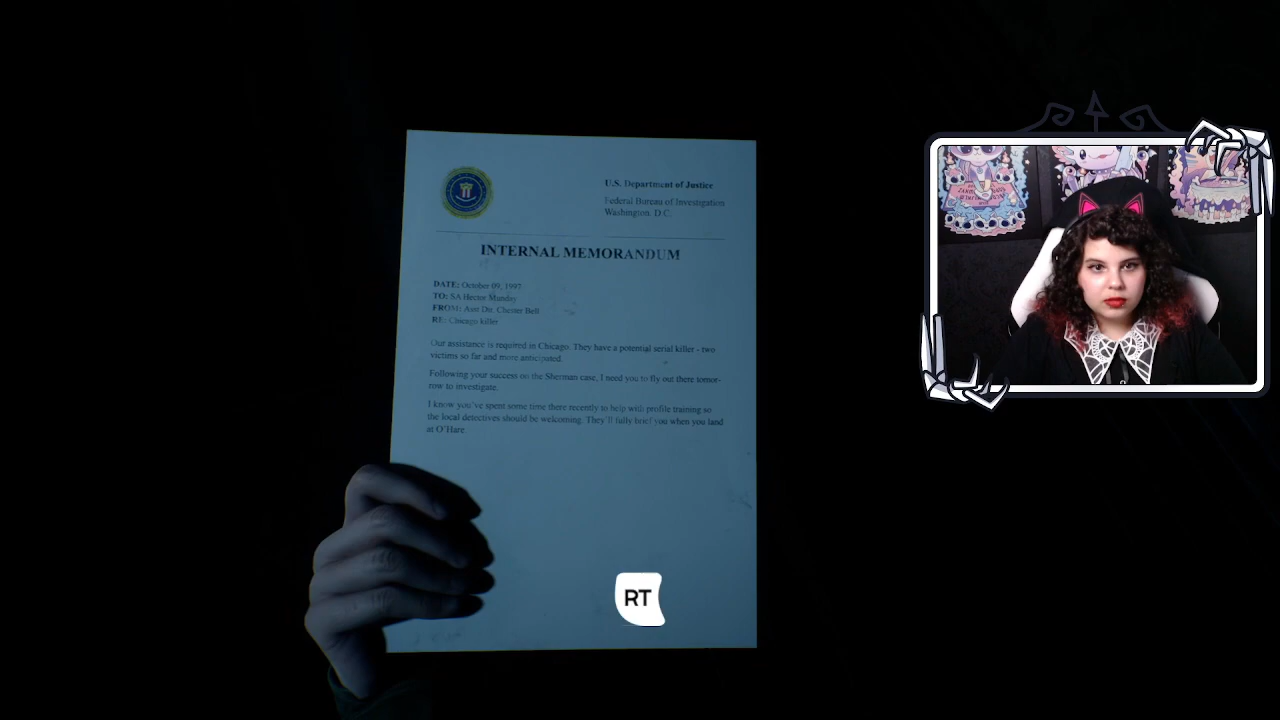 U.S. Department of Justice
Federal Bureau of Investigation
Washington. D.C.
INTERNAL MEMORANDUM
DATE: October 09, 1997
TO: SA Hector Munday
FROM: Asst Dir. Chester Bell
RE: Chicago killer
Our assistance is required in Chicago. They have a potential serial killer - two
victims so far and more anticipated.
Following your success on the Sherman case, I need you to fly out there tomor-
row to investigate.
I know you've spent some time there recently to help with profile training so
the local detectives should be welcoming. They'll fully brief you when you land
at O'Hare.
RT